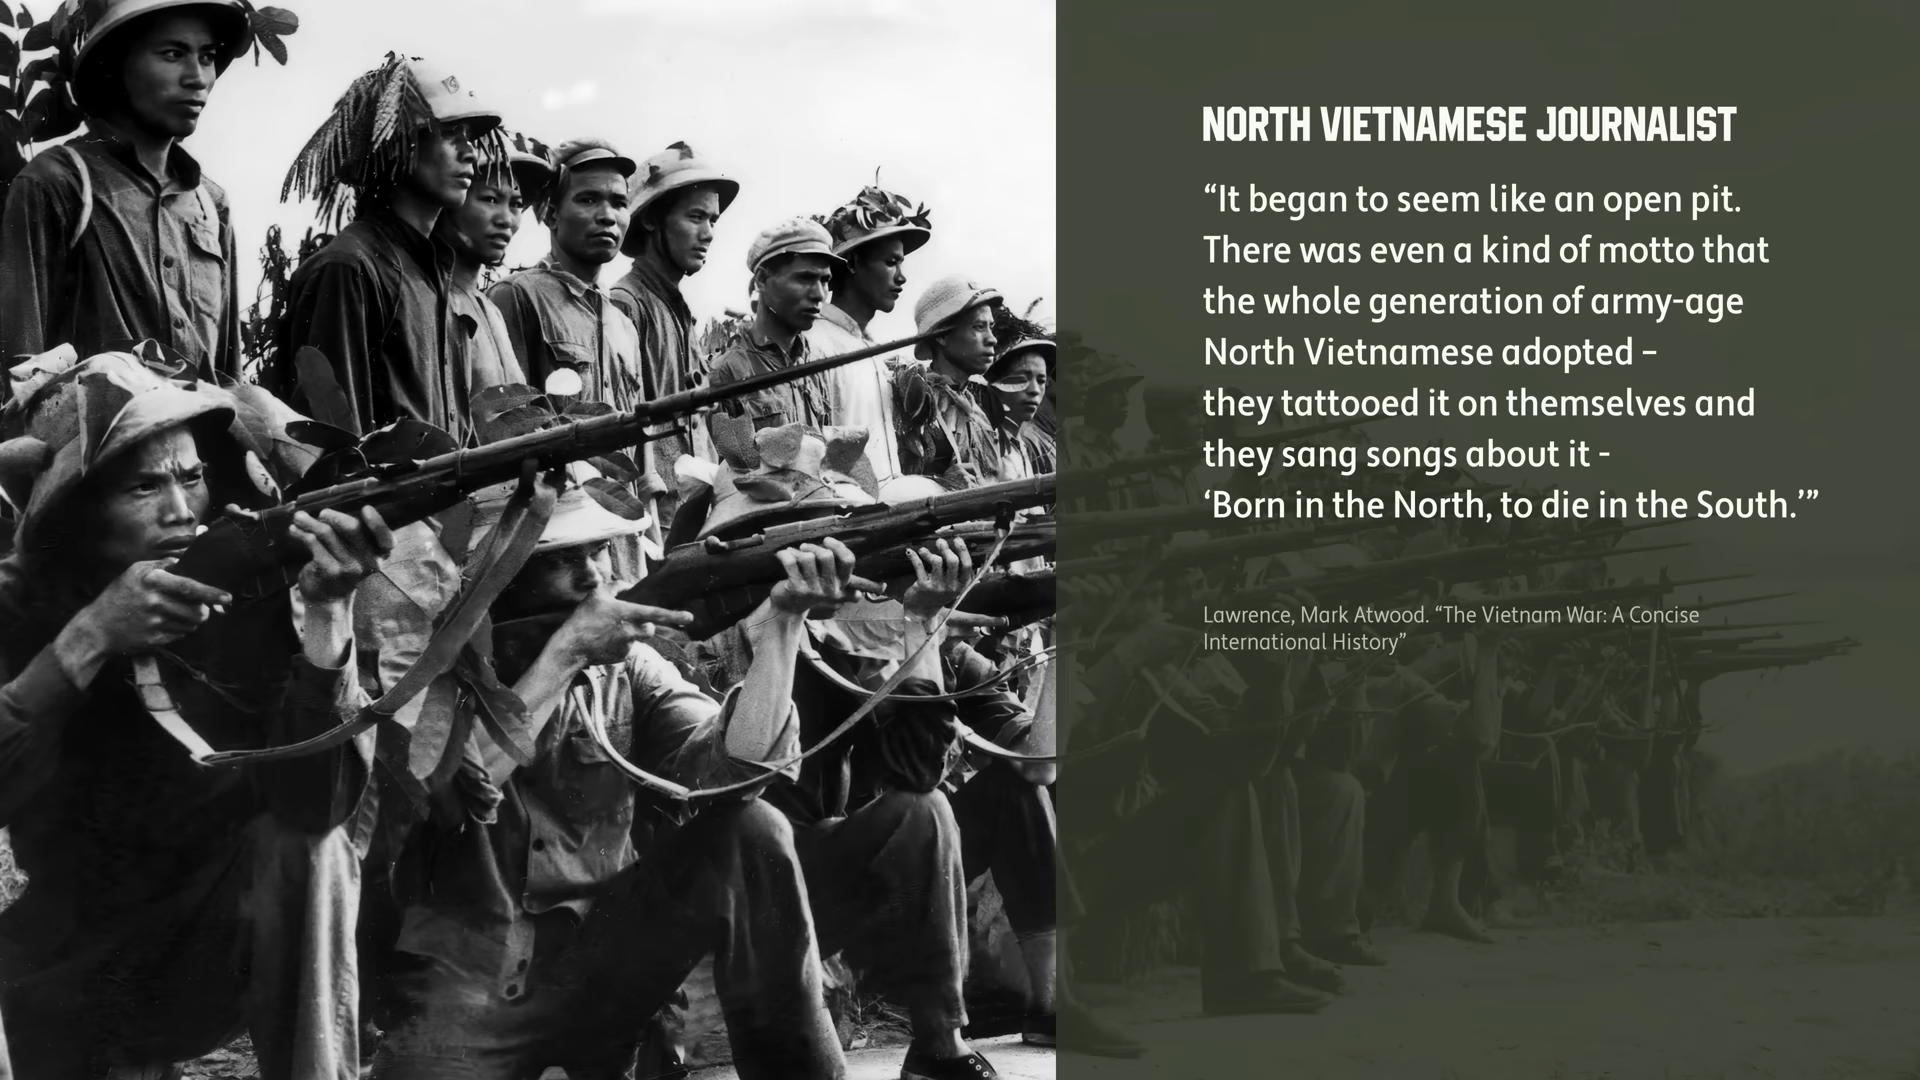 NORTH VIETNAMESE JOURNALIST
“It began to seem like an open pit.
There was even a kind of motto that
the whole generation of army-age
North Vietnamese adopted –
they tattooed it on themselves and
they sang songs about it -
‘Born in the North, to die in the South.’”
Lawrence, Mark Atwood. “The Vietnam War: A Concise
International History”